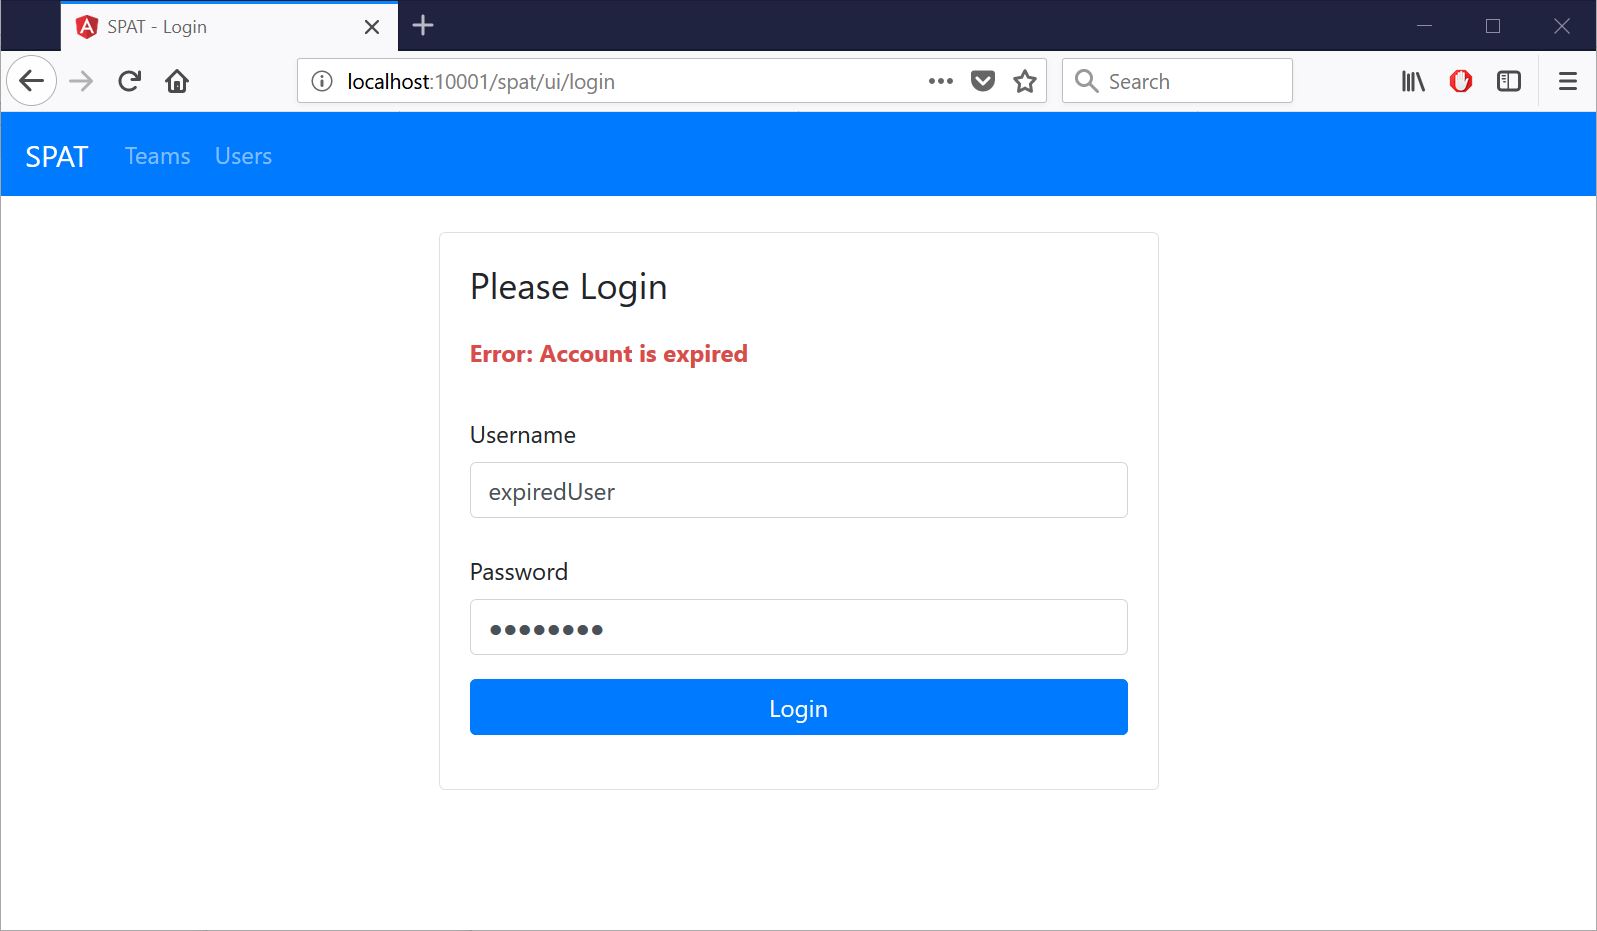 SPAT - Login
localhost:10001/spat/ui/login
Search
SPAT Teams Users
Please Login
Error: Account is expired
Username
expiredUser
Password
●●●●●●●●
Login